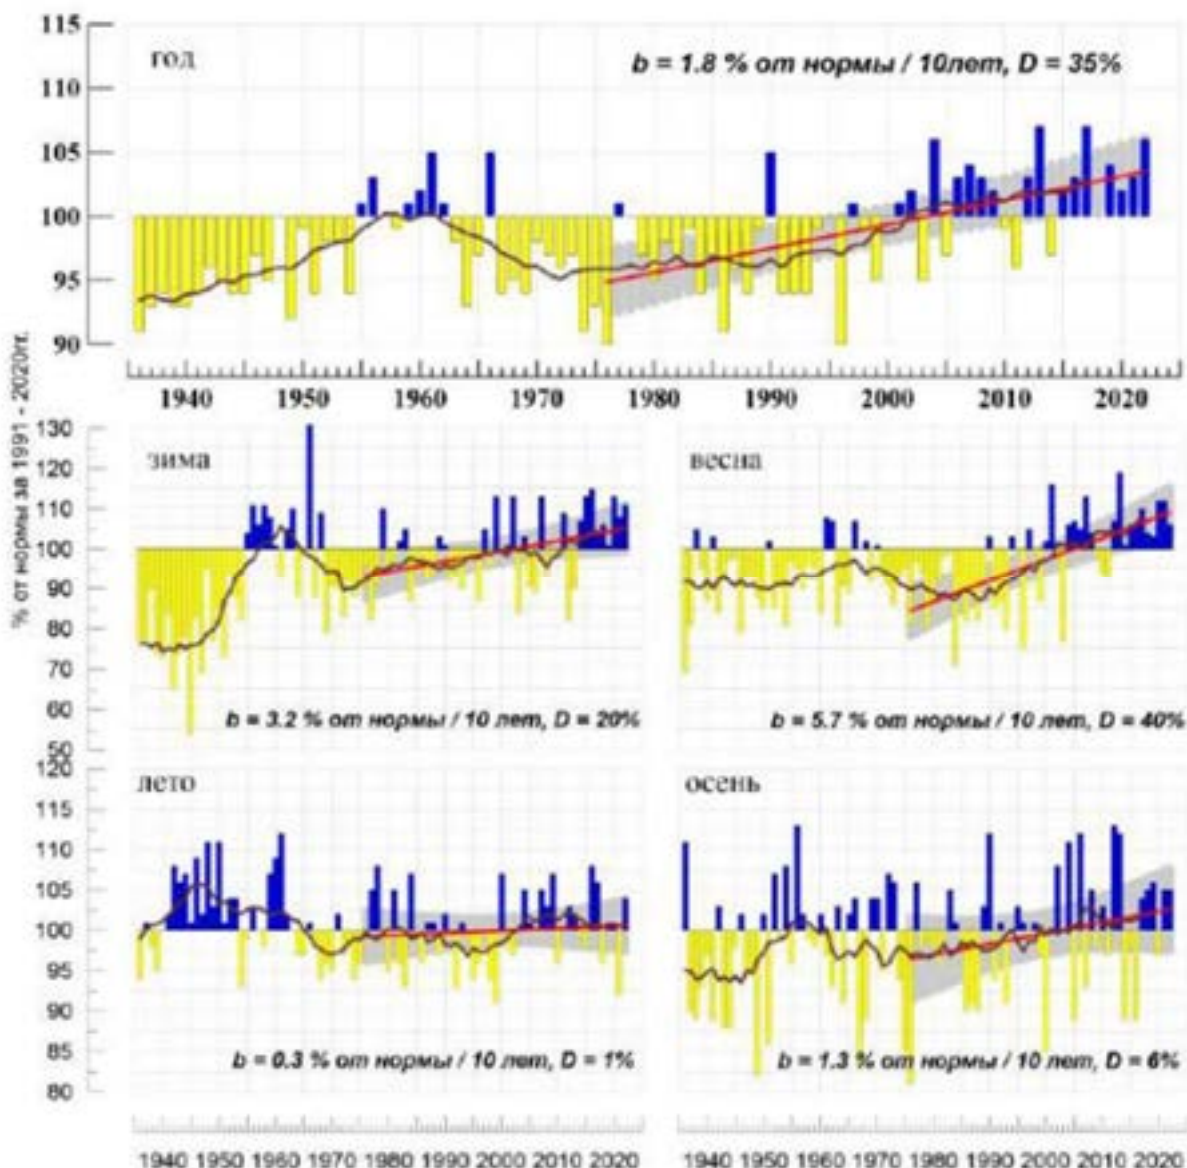 115
год
b = 1.8 % от нормы / 10лет, D = 35%
110
105
100
95
90
1940 1950 1960 1970 1980 1990 2000 2010 2020
% от нормы за 1991 - 2020гг.
130
зима
весна
120
110
100
90
80
70
60
b = 3.2 % от нормы / 10 лет, D = 20%
b = 5.7 % от нормы / 10 лет, D = 40%
50
120
лето
осень
115
110
105
100
95
90
85
b = 0.3 % от нормы / 10 лет, D = 1%
b = 1.3 % от нормы / 10 лет, D = 6%
80
1940 1950 1960 1970 1980 1990 2000 2010 2020
1940 1950 1960 1970 1980 1990 2000 2010 2020